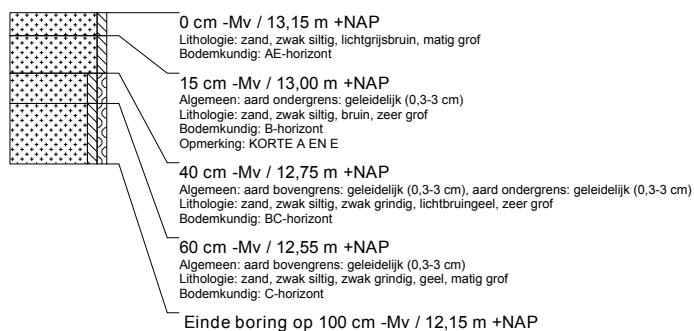 0 cm -Mv / 13,15 m +NAP
Lithologie: zand, zwak siltig, lichtgrijsbruin, matig grof
Bodemkundig: AE-horizont
15 cm -Mv / 13,00 m +NAP
Algemeen: aard ondergrens: geleidelijk (0,3-3 cm)
Lithologie: zand, zwak siltig, bruin, zeer grof
Bodemkundig: B-horizont
Opmerking: KORTE A EN E
40 cm -Mv / 12,75 m +NAP
Algemeen: aard bovengrens: geleidelijk (0,3-3 cm), aard ondergrens: geleidelijk (0,3-3 cm)
Lithologie: zand, zwak siltig, zwak grindig, lichtbruingeel, zeer grof
Bodemkundig: BC-horizont
60 cm -Mv / 12,55 m +NAP
Algemeen: aard bovengrens: geleidelijk (0,3-3 cm)
Lithologie: zand, zwak siltig, zwak grindig, geel, matig grof
Bodemkundig: C-horizont
Einde boring op 100 cm -Mv / 12,15 m +NAP